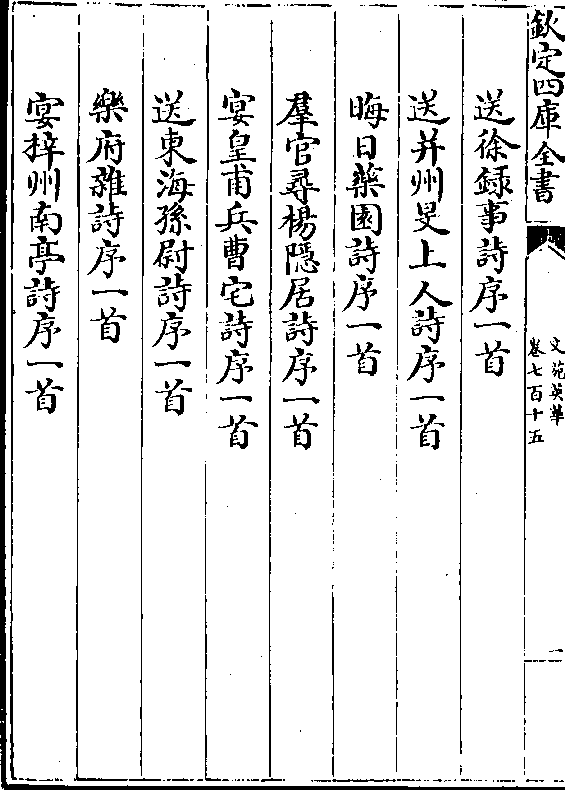 欽定四庫全書
文苑英華
卷七百十五
一
送徐録事詩序一首
送并州旻上人詩序一首
晦日藥園詩序一首
羣官尋楊隱居詩序一首
宴皇甫兵曹宅詩序一首
送東海孫尉詩序一首
樂府雜詩序一首
宴梓州南亭詩序一首